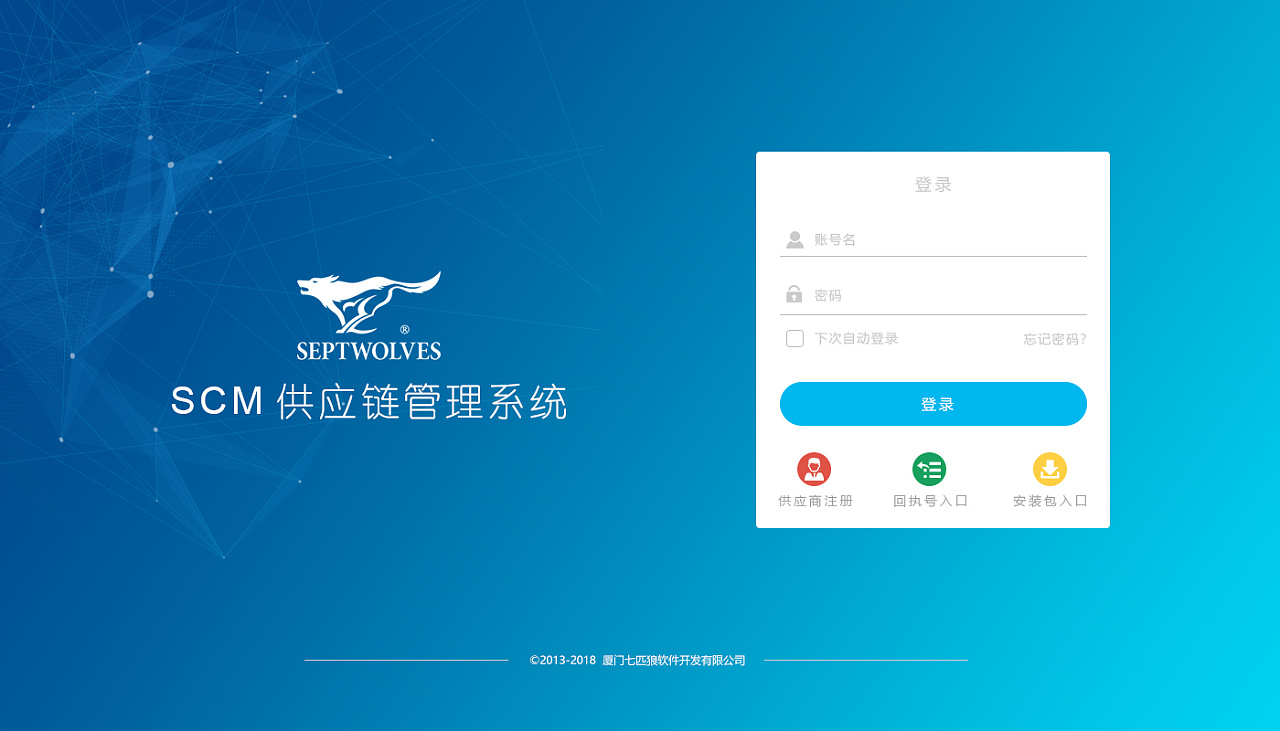 ®
SEPTWOLVES
SCM 供应链管理系统
登录
账号名
密码
下次自动登录 忘记密码?
登录
供应商注册 回执号入口 安装包入口
©2013-2018 厦门七匹狼软件开发有限公司